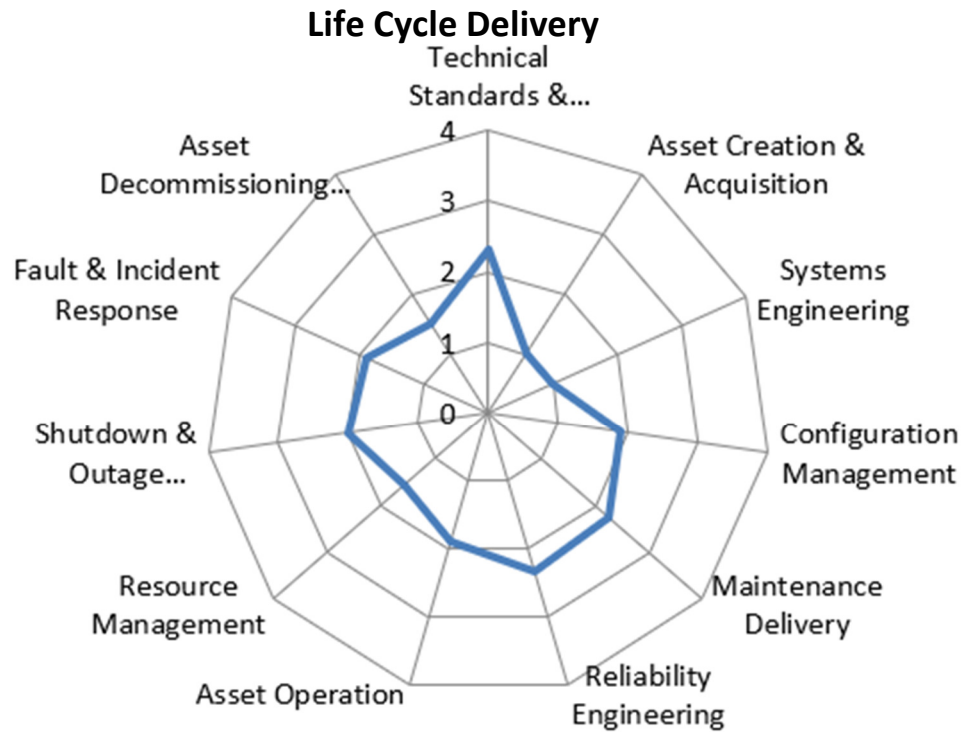 Life Cycle Delivery
Technical
Standards &...
Asset Creation &
Acquisition
Systems
Engineering
Configuration
Management
Maintenance
Delivery
Reliability
Engineering
Asset Operation
Resource
Management
Shutdown &
Outage...
Fault & Incident
Response
Asset
Decommissioning...
4
3
2
1
0